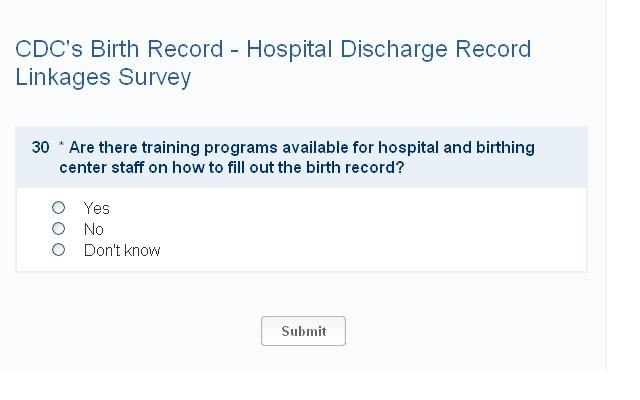 CDC's Birth Record - Hospital Discharge Record
Linkages Survey
30 * Are there training programs available for hospital and birthing
center staff on how to fill out the birth record?
Yes
No
Don't know
Submit